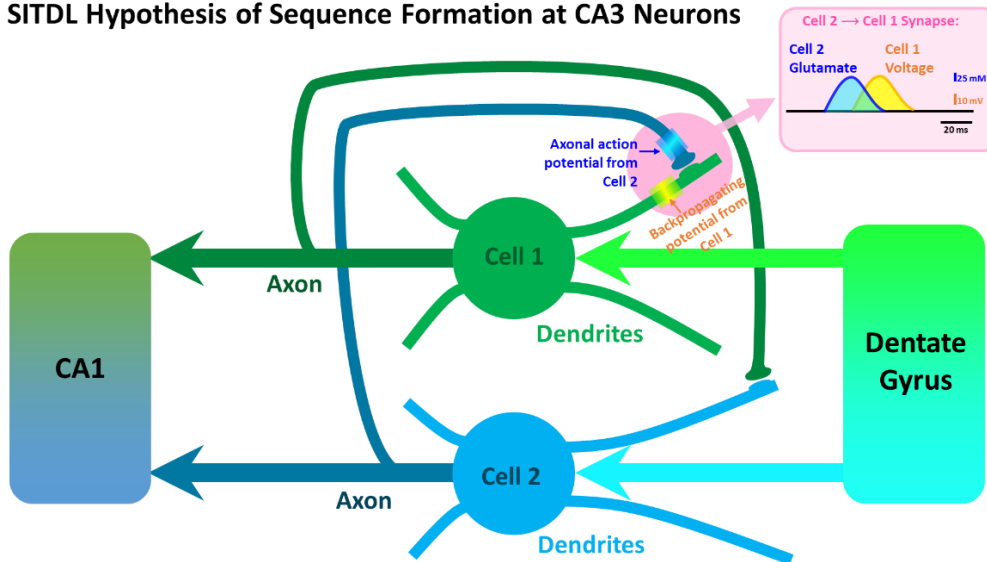 SITDL Hypothesis of Sequence Formation at CA3 Neurons
Cell 2 → Cell 1 Synapse:
Cell 2
Glutamate
Cell 1
Voltage
25 mM
10 mV
20 ms
Axonal action
potential from
Cell 2
Backpropagating
potential from
Cell 1
Cell 1
Axon
Dendrites
CA1
Dentate
Gyrus
Cell 2
Axon
Dendrites